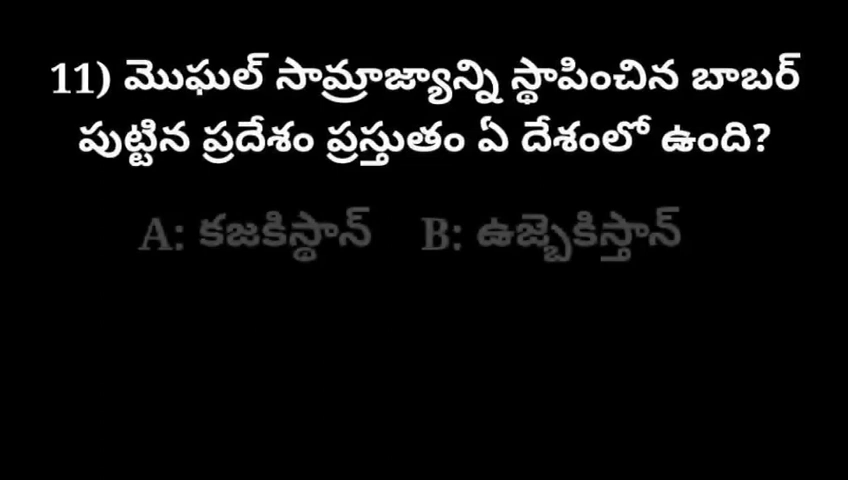 11) మొఘల్ సామ్రాజ్యాన్ని స్థాపించిన బాబర్
పుట్టిన ప్రదేశం ప్రస్తుతం ఏ దేశంలో ఉంది?
A: కజకిస్థాన్ B: ఉజ్బెకిస్తాన్